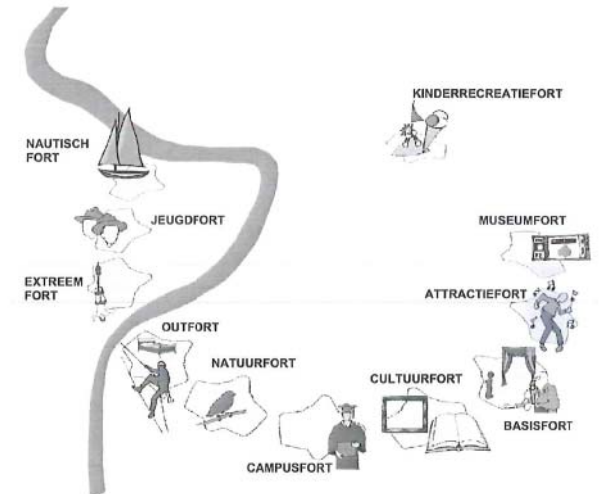 KINDERRECREATIEFORT
NAUTISCH
FORT
JEUGDFORT
MUSEUMFORT
EXTREEM
FORT
ATTRACTIEFORT
OUTFORT
NATUURFORT
CULTUURFORT
BASISFORT
CAMPUSFORT